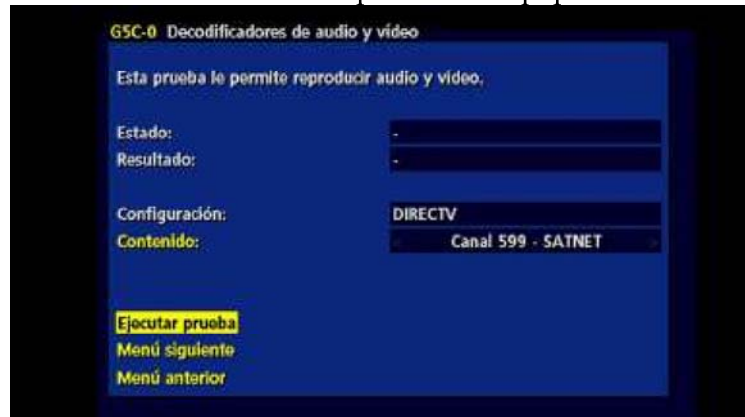 G5C-0 Decodificadores de audio y vídeo
Esta prueba le permite reproducir audio y vídeo.
Estado: -
Resultado: -
Configuración: DIRECTV
Contenido: Canal 599 - SATNET
Ejecutar prueba
Menú siguiente
Menú anterior